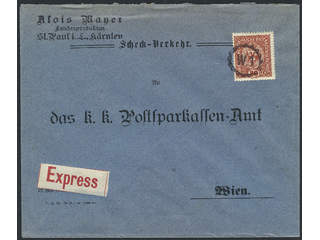 Alois Mayer
St. Paul i. L., Kärnten
Scheck-Verkehr.
An
das k. k. Postsparkassen-Amt
Express
Wien.